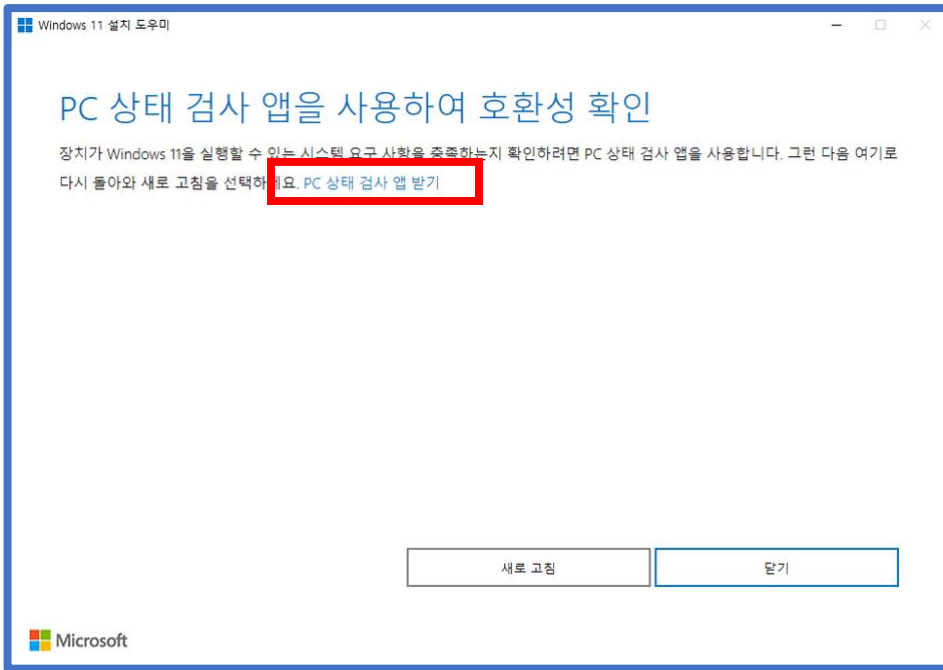 Windows 11 설치 도우미
PC 상태 검사 앱을 사용하여 호환성 확인
장치가 Windows 11을 실행할 수 있는 시스템 요구 사항을 충족하는지 확인하려면 PC 상태 검사 앱을 사용합니다. 그런 다음 여기로
다시 돌아와 새로 고침을 선택하세요. PC 상태 검사 앱 받기
새로 고침
닫기
Microsoft